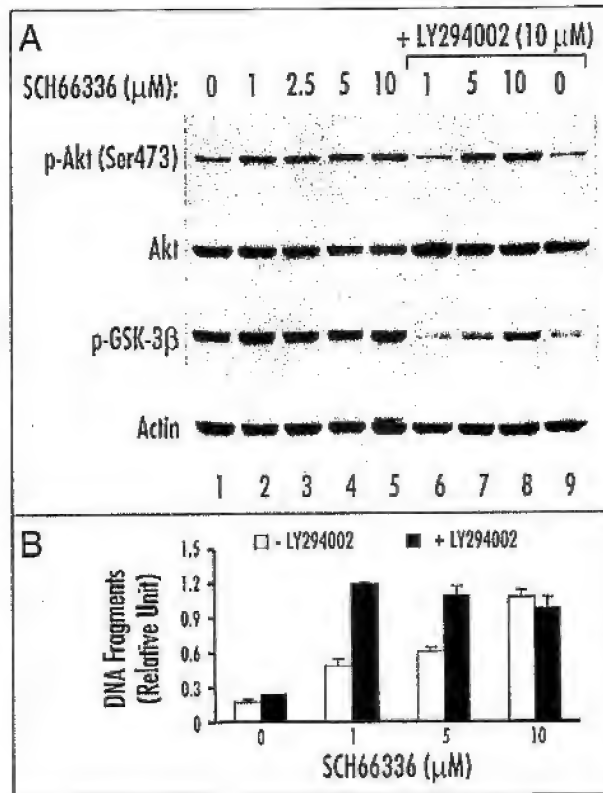 A
+ LY294002 (10 µM)
SCH66336 (µM): 0 1 2.5 5 10 1 5 10 0
p-Akt (Ser473)
Akt
p-GSK-3β
Actin
1 2 3 4 5 6 7 8 9
B
- LY294002 + LY294002
DNA Fragments
(Relative Unit)
1.5
1.2
0.9
0.6
0.3
0
0 1 5 10
SCH66336 (µM)